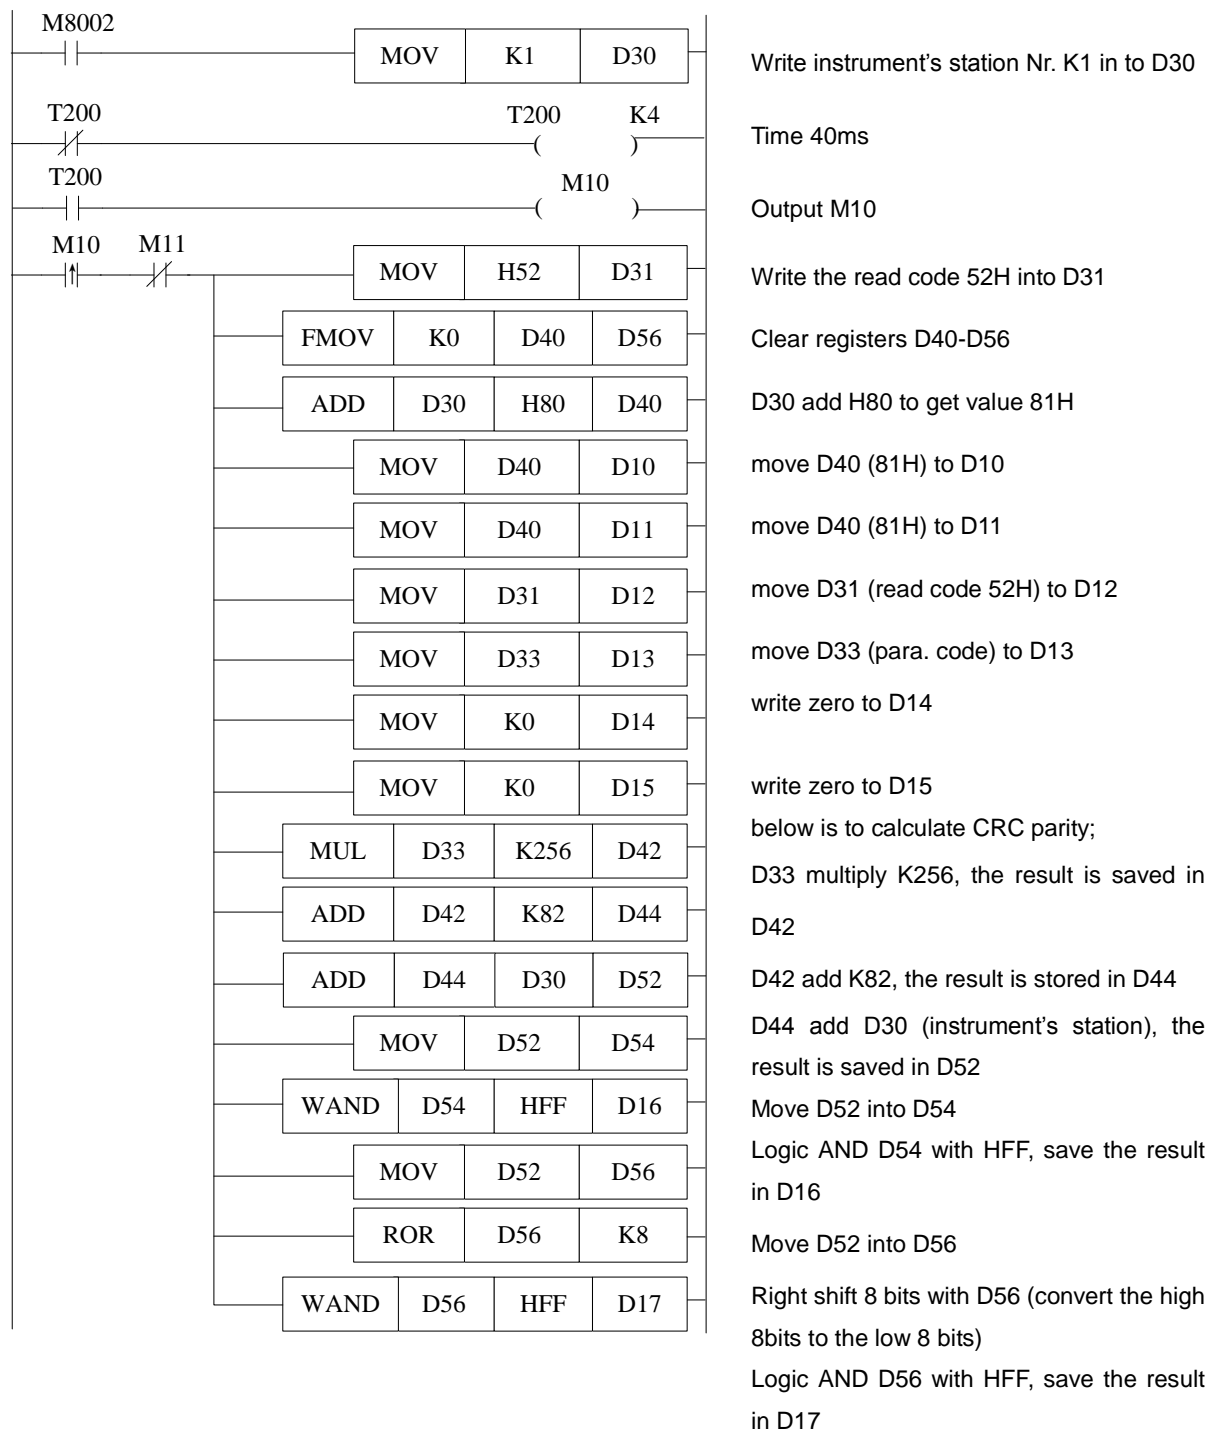 M8002
MOV K1 D30
Write instrument's station Nr. K1 in to D30
T200 T200 K4
( )
Time 40ms
T200 M10
( )
Output M10
M10 M11
MOV H52 D31
Write the read code 52H into D31
FMOV K0 D40 D56
Clear registers D40-D56
ADD D30 H80 D40
D30 add H80 to get value 81H
MOV D40 D10
move D40 (81H) to D10
MOV D40 D11
move D40 (81H) to D11
MOV D31 D12
move D31 (read code 52H) to D12
MOV D33 D13
move D33 (para. code) to D13
MOV K0 D14
write zero to D14
MOV K0 D15
write zero to D15
below is to calculate CRC parity;
MUL D33 K256 D42
D33 multiply K256, the result is saved in
D42
ADD D42 K82 D44
D42 add K82, the result is stored in D44
ADD D44 D30 D52
D44 add D30 (instrument's station), the
result is saved in D52
MOV D52 D54
Move D52 into D54
WAND D54 HFF D16
Logic AND D54 with HFF, save the result
in D16
MOV D52 D56
Move D52 into D56
ROR D56 K8
Right shift 8 bits with D56 (convert the high
8bits to the low 8 bits)
WAND D56 HFF D17
Logic AND D56 with HFF, save the result
in D17